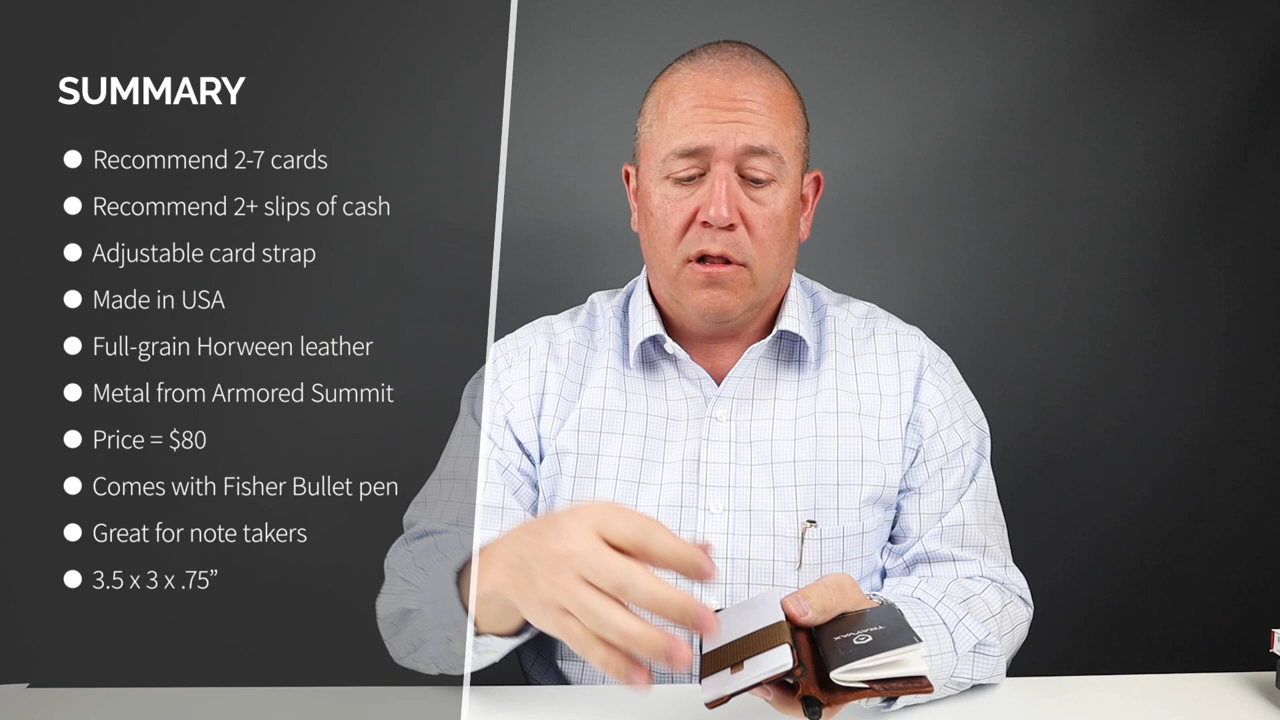 SUMMARY
Recommend 2-7 cards
Recommend 2+ slips of cash
Adjustable card strap
Made in USA
Full-grain Horween leather
Metal from Armored Summit
Price = $80
Comes with Fisher Bullet pen
Great for note takers
3.5 x 3 x .75”
TRAYVAX